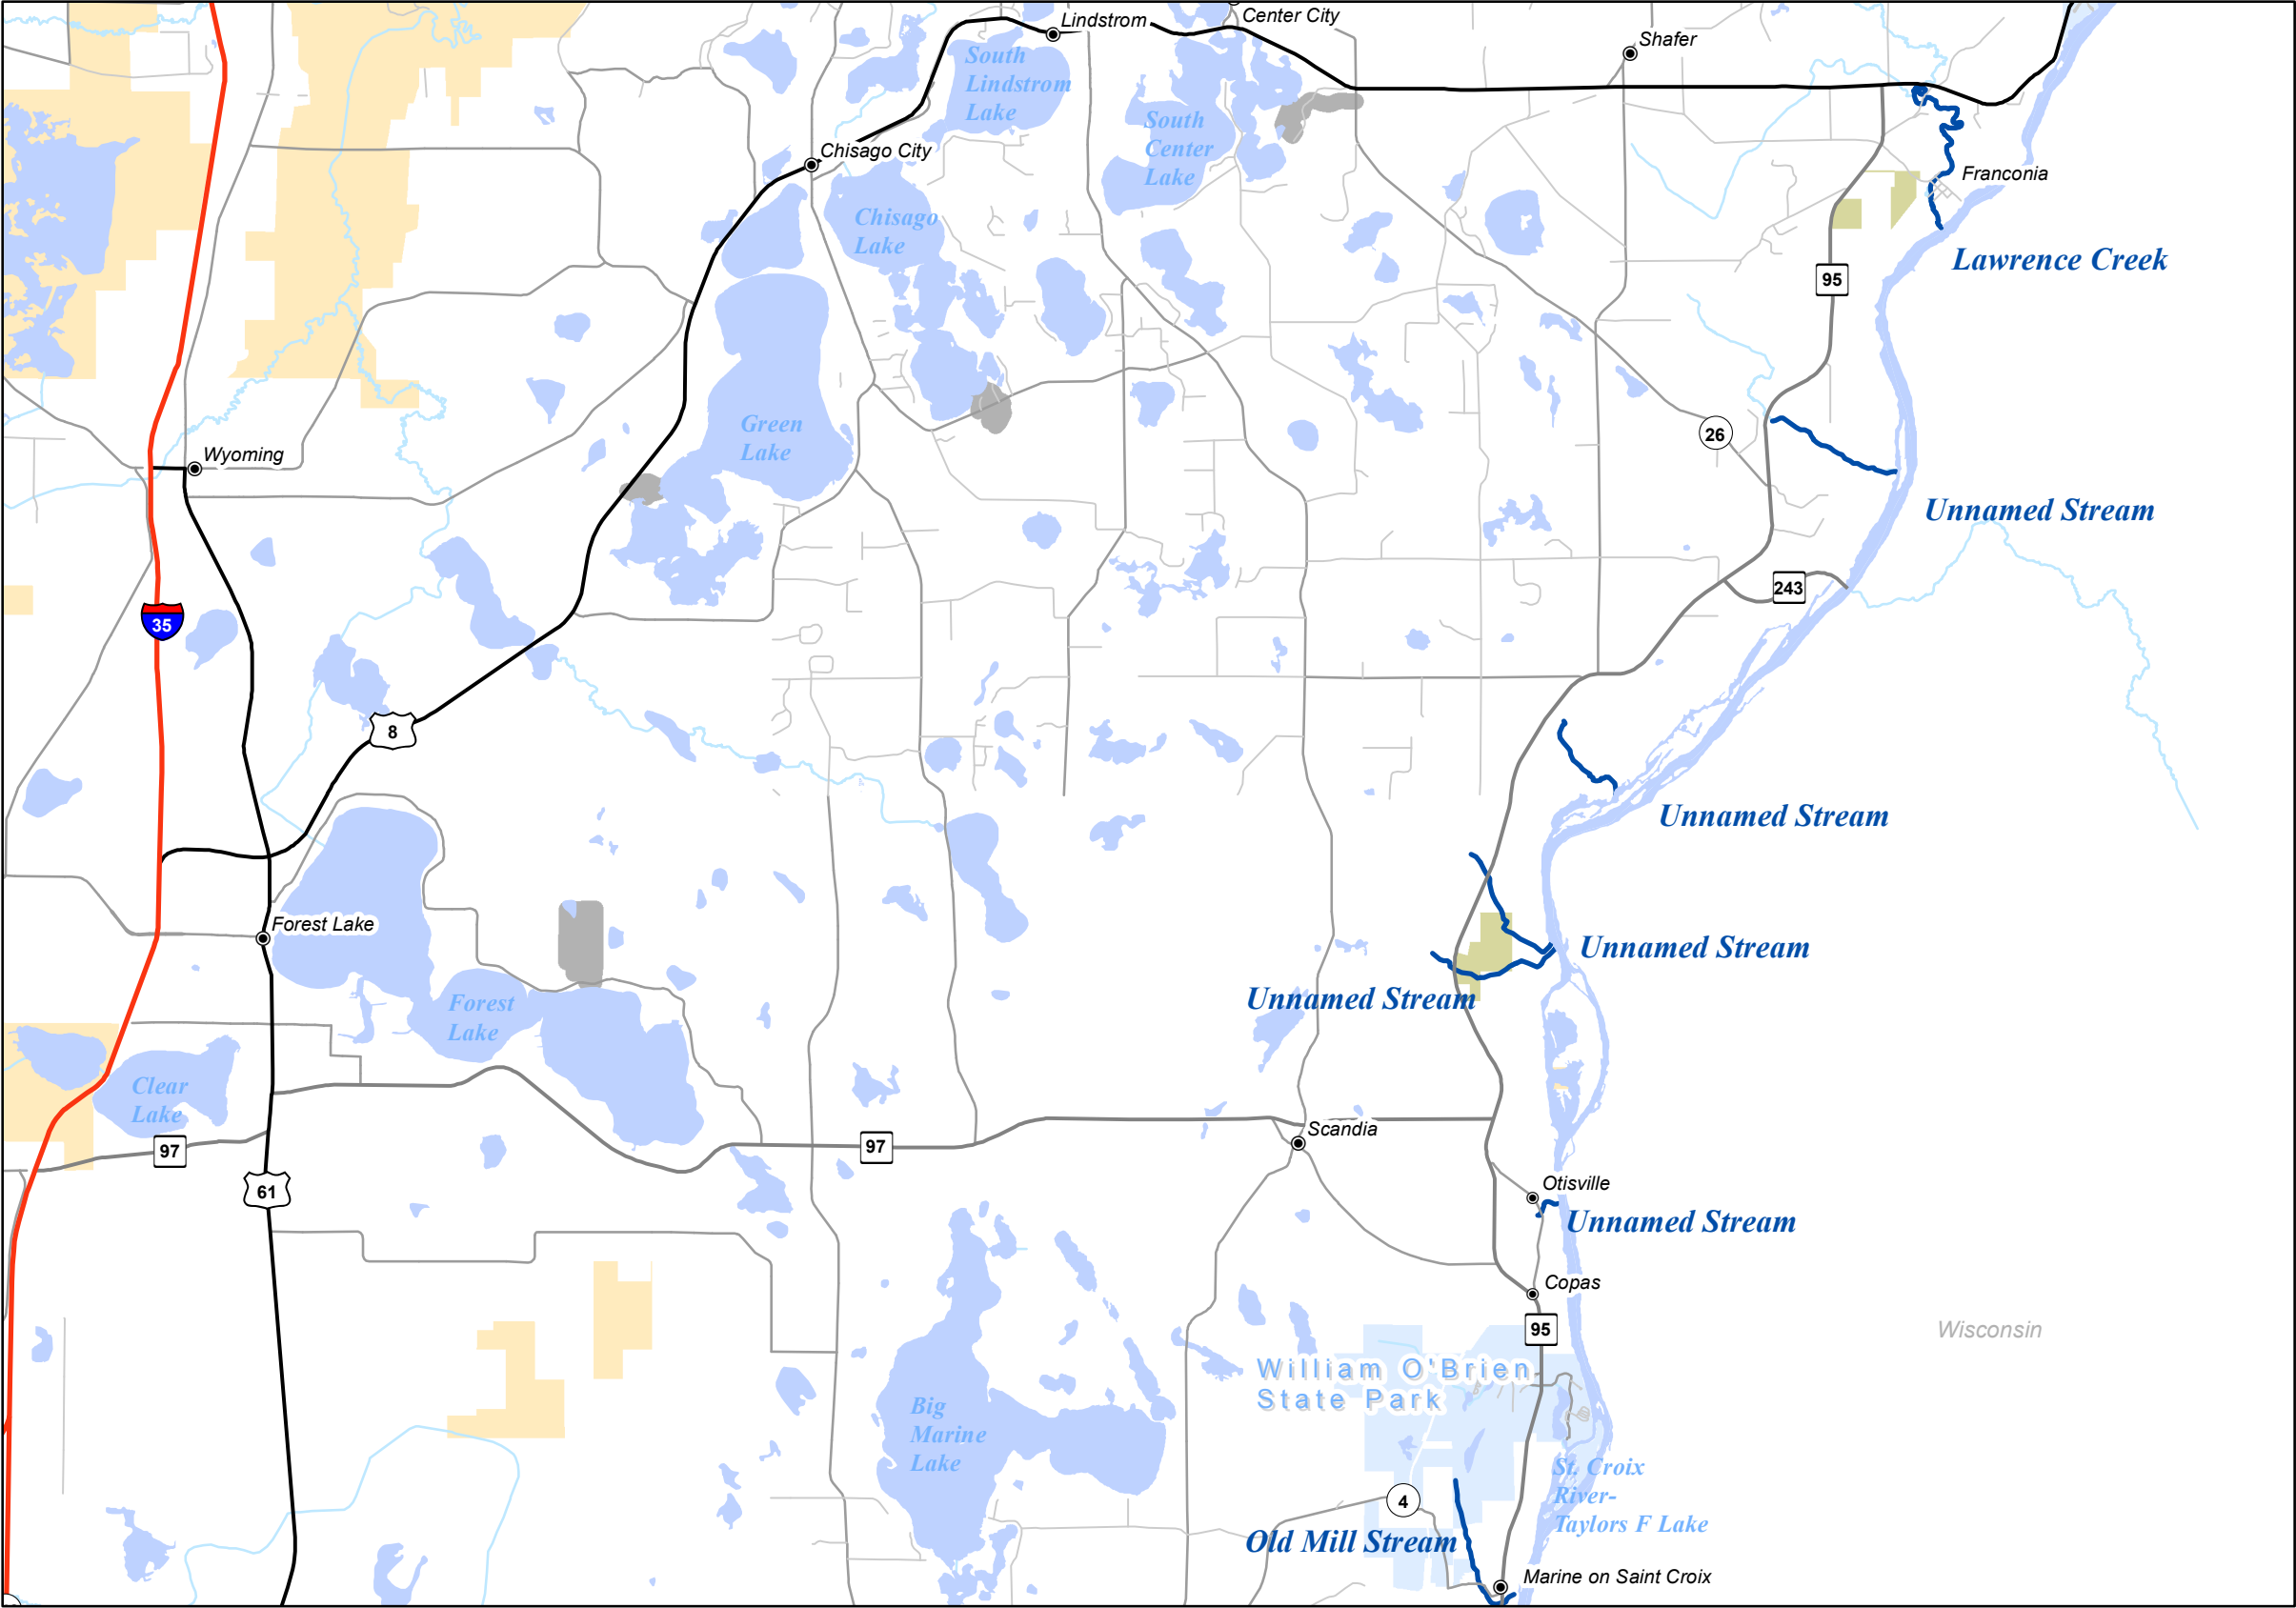 Lindstrom
Center City
Shafer
South
Lindstrom
Lake
South
Center
Lake
Chisago City
Franconia
Chisago
Lake
Lawrence Creek
95
Green
Lake
26
Wyoming
Unnamed Stream
243
35
8
Unnamed Stream
Forest Lake
Unnamed Stream
Unnamed Stream
Forest
Lake
Clear
Lake
97
97
Scandia
61
Otisville
Unnamed Stream
Copas
95
Wisconsin
William O'Brien
State Park
Big
Marine
Lake
St. Croix
River-
Taylors F Lake
4
Old Mill Stream
Marine on Saint Croix